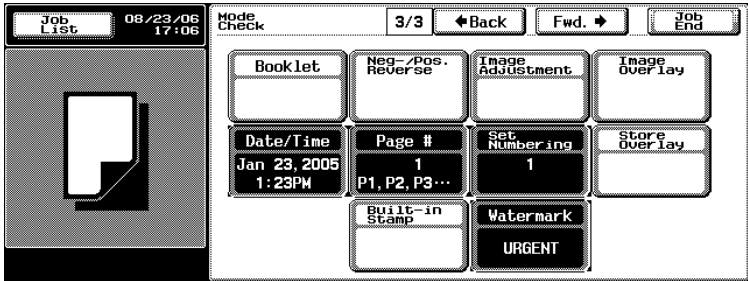 Job List
08/23/06
17:06
Mode Check
3/3
Back
Fwd.
Job End
Booklet
Neg-/Pos. Reverse
Image Adjustment
Image Overlay
Date/Time
Jan 23,2005
1:23PM
Page #
1
P1,P2,P3···
Set Numbering
1
Store Overlay
Built-in Stamp
Watermark
URGENT